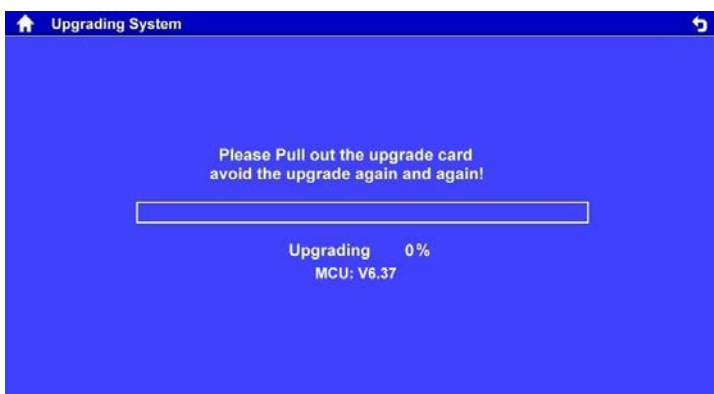 Upgrading System
Please Pull out the upgrade card
avoid the upgrade again and again!
Upgrading 0%
MCU: V6.37